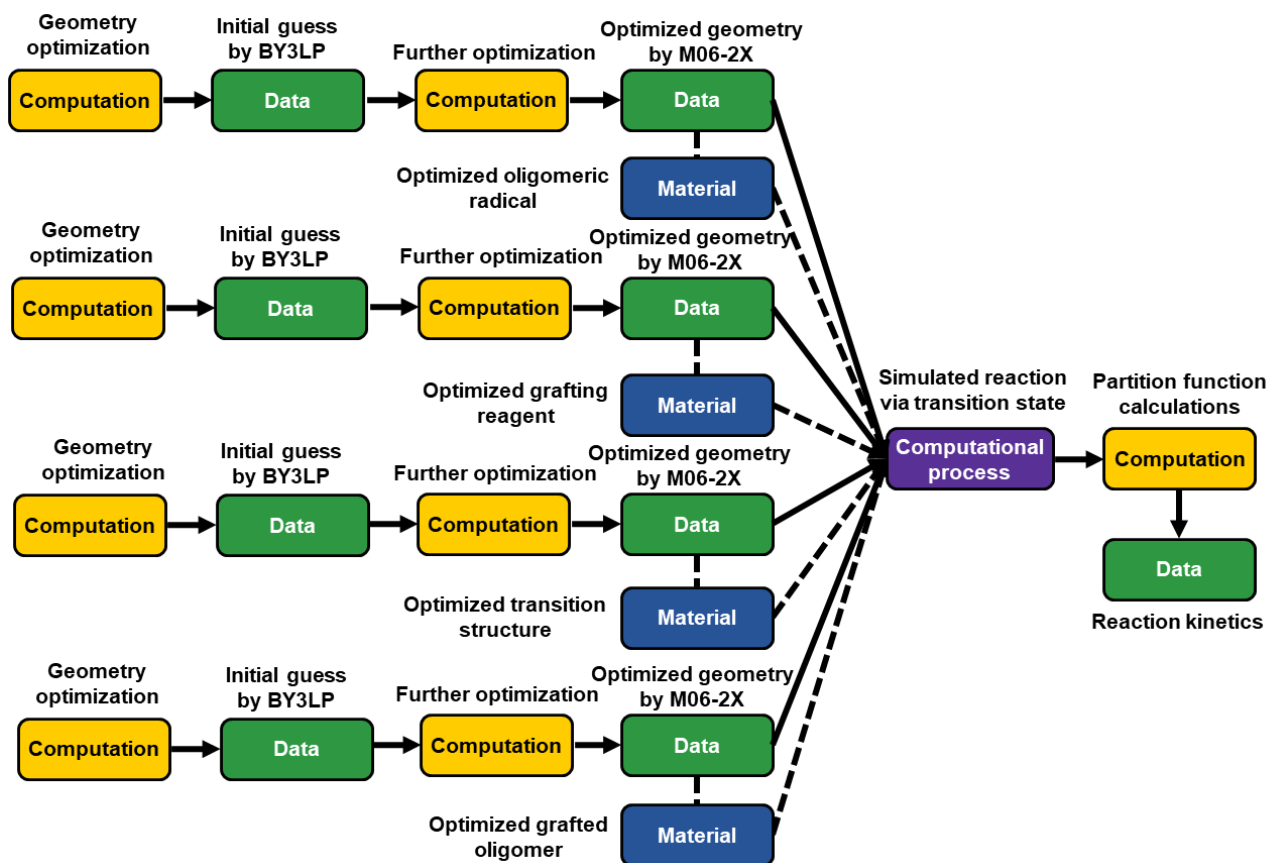 Geometry
optimization
Initial guess
by BY3LP
Further optimization
Optimized geometry
by M06-2X
Computation
Data
Computation
Data
Optimized oligomeric
radical
Material
Geometry
optimization
Initial guess
by BY3LP
Further optimization
Optimized geometry
by M06-2X
Computation
Data
Computation
Data
Optimized grafting
reagent
Material
Geometry
optimization
Initial guess
by BY3LP
Further optimization
Optimized geometry
by M06-2X
Computation
Data
Computation
Data
Optimized transition
structure
Material
Geometry
optimization
Initial guess
by BY3LP
Further optimization
Optimized geometry
by M06-2X
Computation
Data
Computation
Data
Optimized grafted
oligomer
Material
Simulated reaction
via transition state
Computational
process
Partition function
calculations
Computation
Data
Reaction kinetics